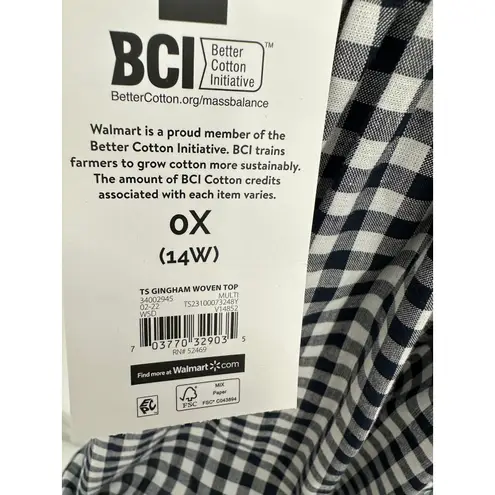 BCI Better Cotton Initiative™
BetterCotton.org/massbalance
Walmart is a proud member of the
Better Cotton Initiative. BCI trains
farmers to grow cotton more sustainably.
The amount of BCI Cotton credits
associated with each item varies.
0X
(14W)
TS GINGHAM WOVEN TOP
34002945 MULTI
02-22 TS23100073248Y
WSD V14852
7 03770 32903 5
RN# 52469
Find more at Walmart.com
FSC
MIX
Paper
FSC® C043894